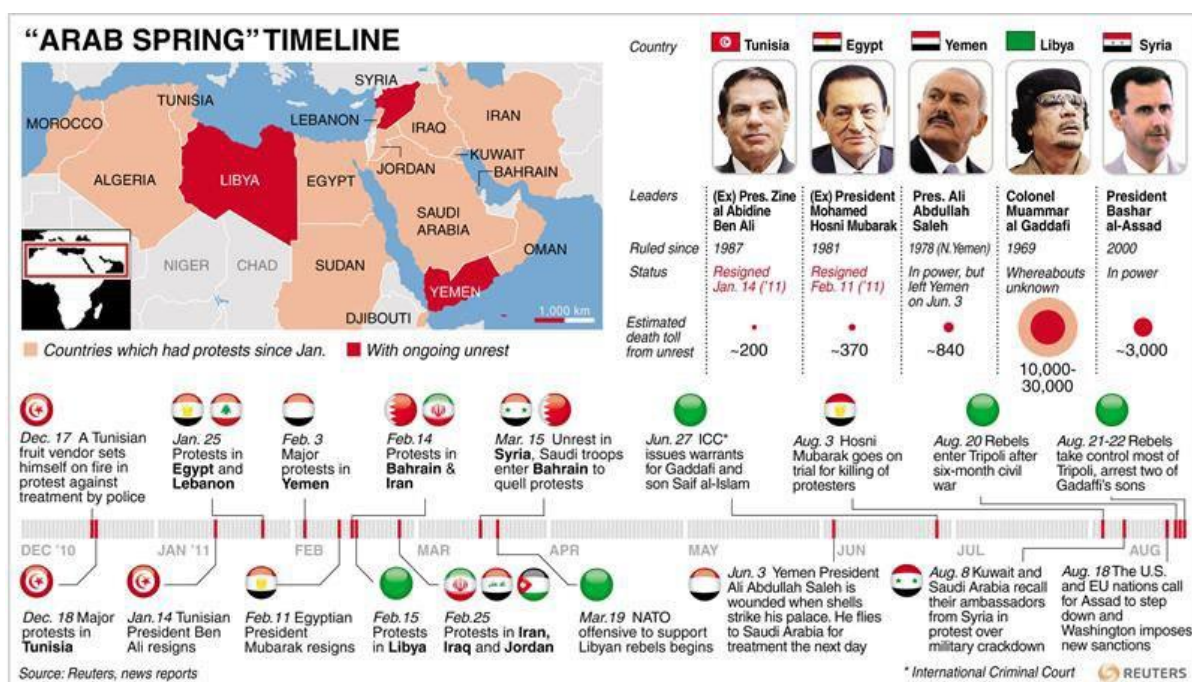 “ARAB SPRING” TIMELINE
SYRIA
TUNISIA
MOROCCO
LEBANON
IRAQ
IRAN
ALGERIA
LIBYA
EGYPT
JORDAN
KUWAIT
BAHRAIN
SAUDI
ARABIA
OMAN
NIGER
CHAD
SUDAN
YEMEN
DJIBOUTI
1,000 km
Countries which had protests since Jan.
With ongoing unrest
Country
Tunisia
Egypt
Yemen
Libya
Syria
Leaders
(Ex) Pres. Zine
al Abidine
Ben Ali
(Ex) President
Mohamed
Hosni Mubarak
Pres. Ali
Abdullah
Saleh
Colonel
Muammar
al Gaddafi
President
Bashar
al-Assad
Ruled since
1987
1981
1978 (N.Yemen)
1969
2000
Status
Resigned
Jan. 14 ('11)
Resigned
Feb. 11 ('11)
In power, but
left Yemen
on Jun. 3
Whereabouts
unknown
In power
Estimated
death toll
from unrest
~200
~370
~840
10,000-
30,000
~3,000
Dec. 17 A Tunisian
fruit vendor sets
himself on fire in
protest against
treatment by police
Jan. 25
Protests in
Egypt and
Lebanon
Feb. 3
Major
protests in
Yemen
Feb.14
Protests in
Bahrain &
Iran
Mar. 15 Unrest in
Syria, Saudi troops
enter Bahrain to
quell protests
Jun. 27 ICC*
issues warrants
for Gaddafi and
son Saif al-Islam
Aug. 3 Hosni
Mubarak goes on
trial for killing of
protesters
Aug. 20 Rebels
enter Tripoli after
six-month civil
war
Aug. 21-22 Rebels
take control most of
Tripoli, arrest two of
Gadaffi's sons
DEC '10
JAN '11
FEB
MAR
APR
MAY
JUN
JUL
AUG
Dec. 18 Major
protests in
Tunisia
Jan.14 Tunisian
President Ben
Ali resigns
Feb.11 Egyptian
President
Mubarak resigns
Feb.15
Protests
in Libya
Feb.25
Protests in Iran,
Iraq and Jordan
Mar.19 NATO
offensive to support
Libyan rebels begins
Jun. 3 Yemen President
Ali Abdullah Saleh is
wounded when shells
strike his palace. He flies
to Saudi Arabia for
treatment the next day
Aug. 8 Kuwait and
Saudi Arabia recall
their ambassadors
from Syria in
protest over
military crackdown
Aug. 18 The U.S.
and EU nations call
for Assad to step
down and
Washington imposes
new sanctions
Source: Reuters, news reports
* International Criminal Court
REUTERS